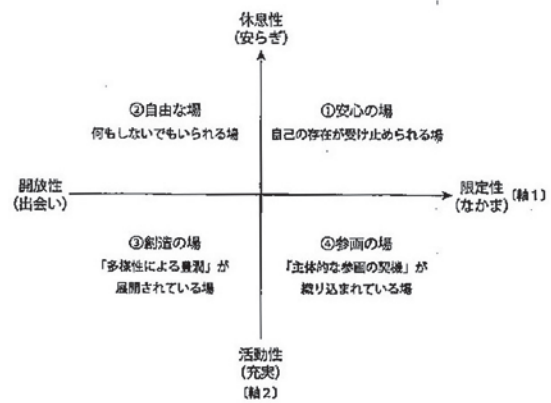 休息性
(安らぎ)
②自由な場
何もしないでもいられる場
①安心の場
自己の存在が受け止められる場
開放性
(出会い)
限定性
(なかま)
〔軸1〕
③創造の場
「多様性による豊潤」が
展開されている場
④参画の場
『主体的な参画の契機」が
織り込まれている場
活動性
(充実)
〔軸2〕